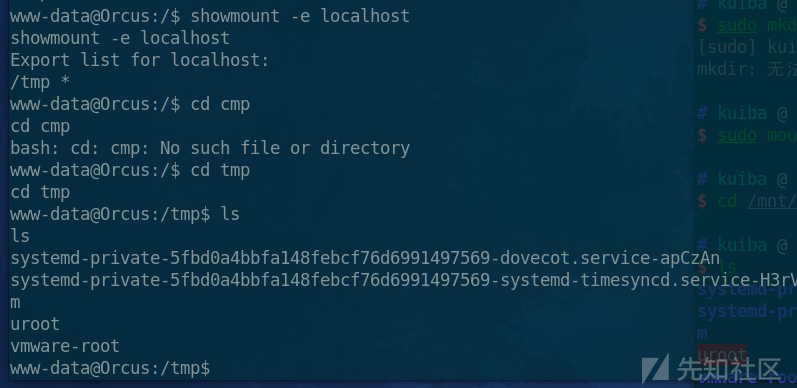 www-data@Orcus:/$ showmount -e localhost
showmount -e localhost
Export list for localhost:
/tmp *
www-data@Orcus:/$ cd cmp
cd cmp
bash: cd: cmp: No such file or directory
www-data@Orcus:/$ cd tmp
cd tmp
www-data@Orcus:/tmp$ ls
ls
systemd-private-5fbd0a4bbfa148febcf76d6991497569-dovecot.service-apCzAn
systemd-private-5fbd0a4bbfa148febcf76d6991497569-systemd-timesyncd.service-H3rV
m
uroot
vmware-root
www-data@Orcus:/tmp$
# kuiba @
$ sudo mkd
[sudo] kui
mkdir: 无法
# kuiba @
$ sudo mou
# kuiba @
$ cd /mnt/
# kuiba @
$ ls
systemd-pr
systemd-pr
m
uroot
vmware-roo
先知社区